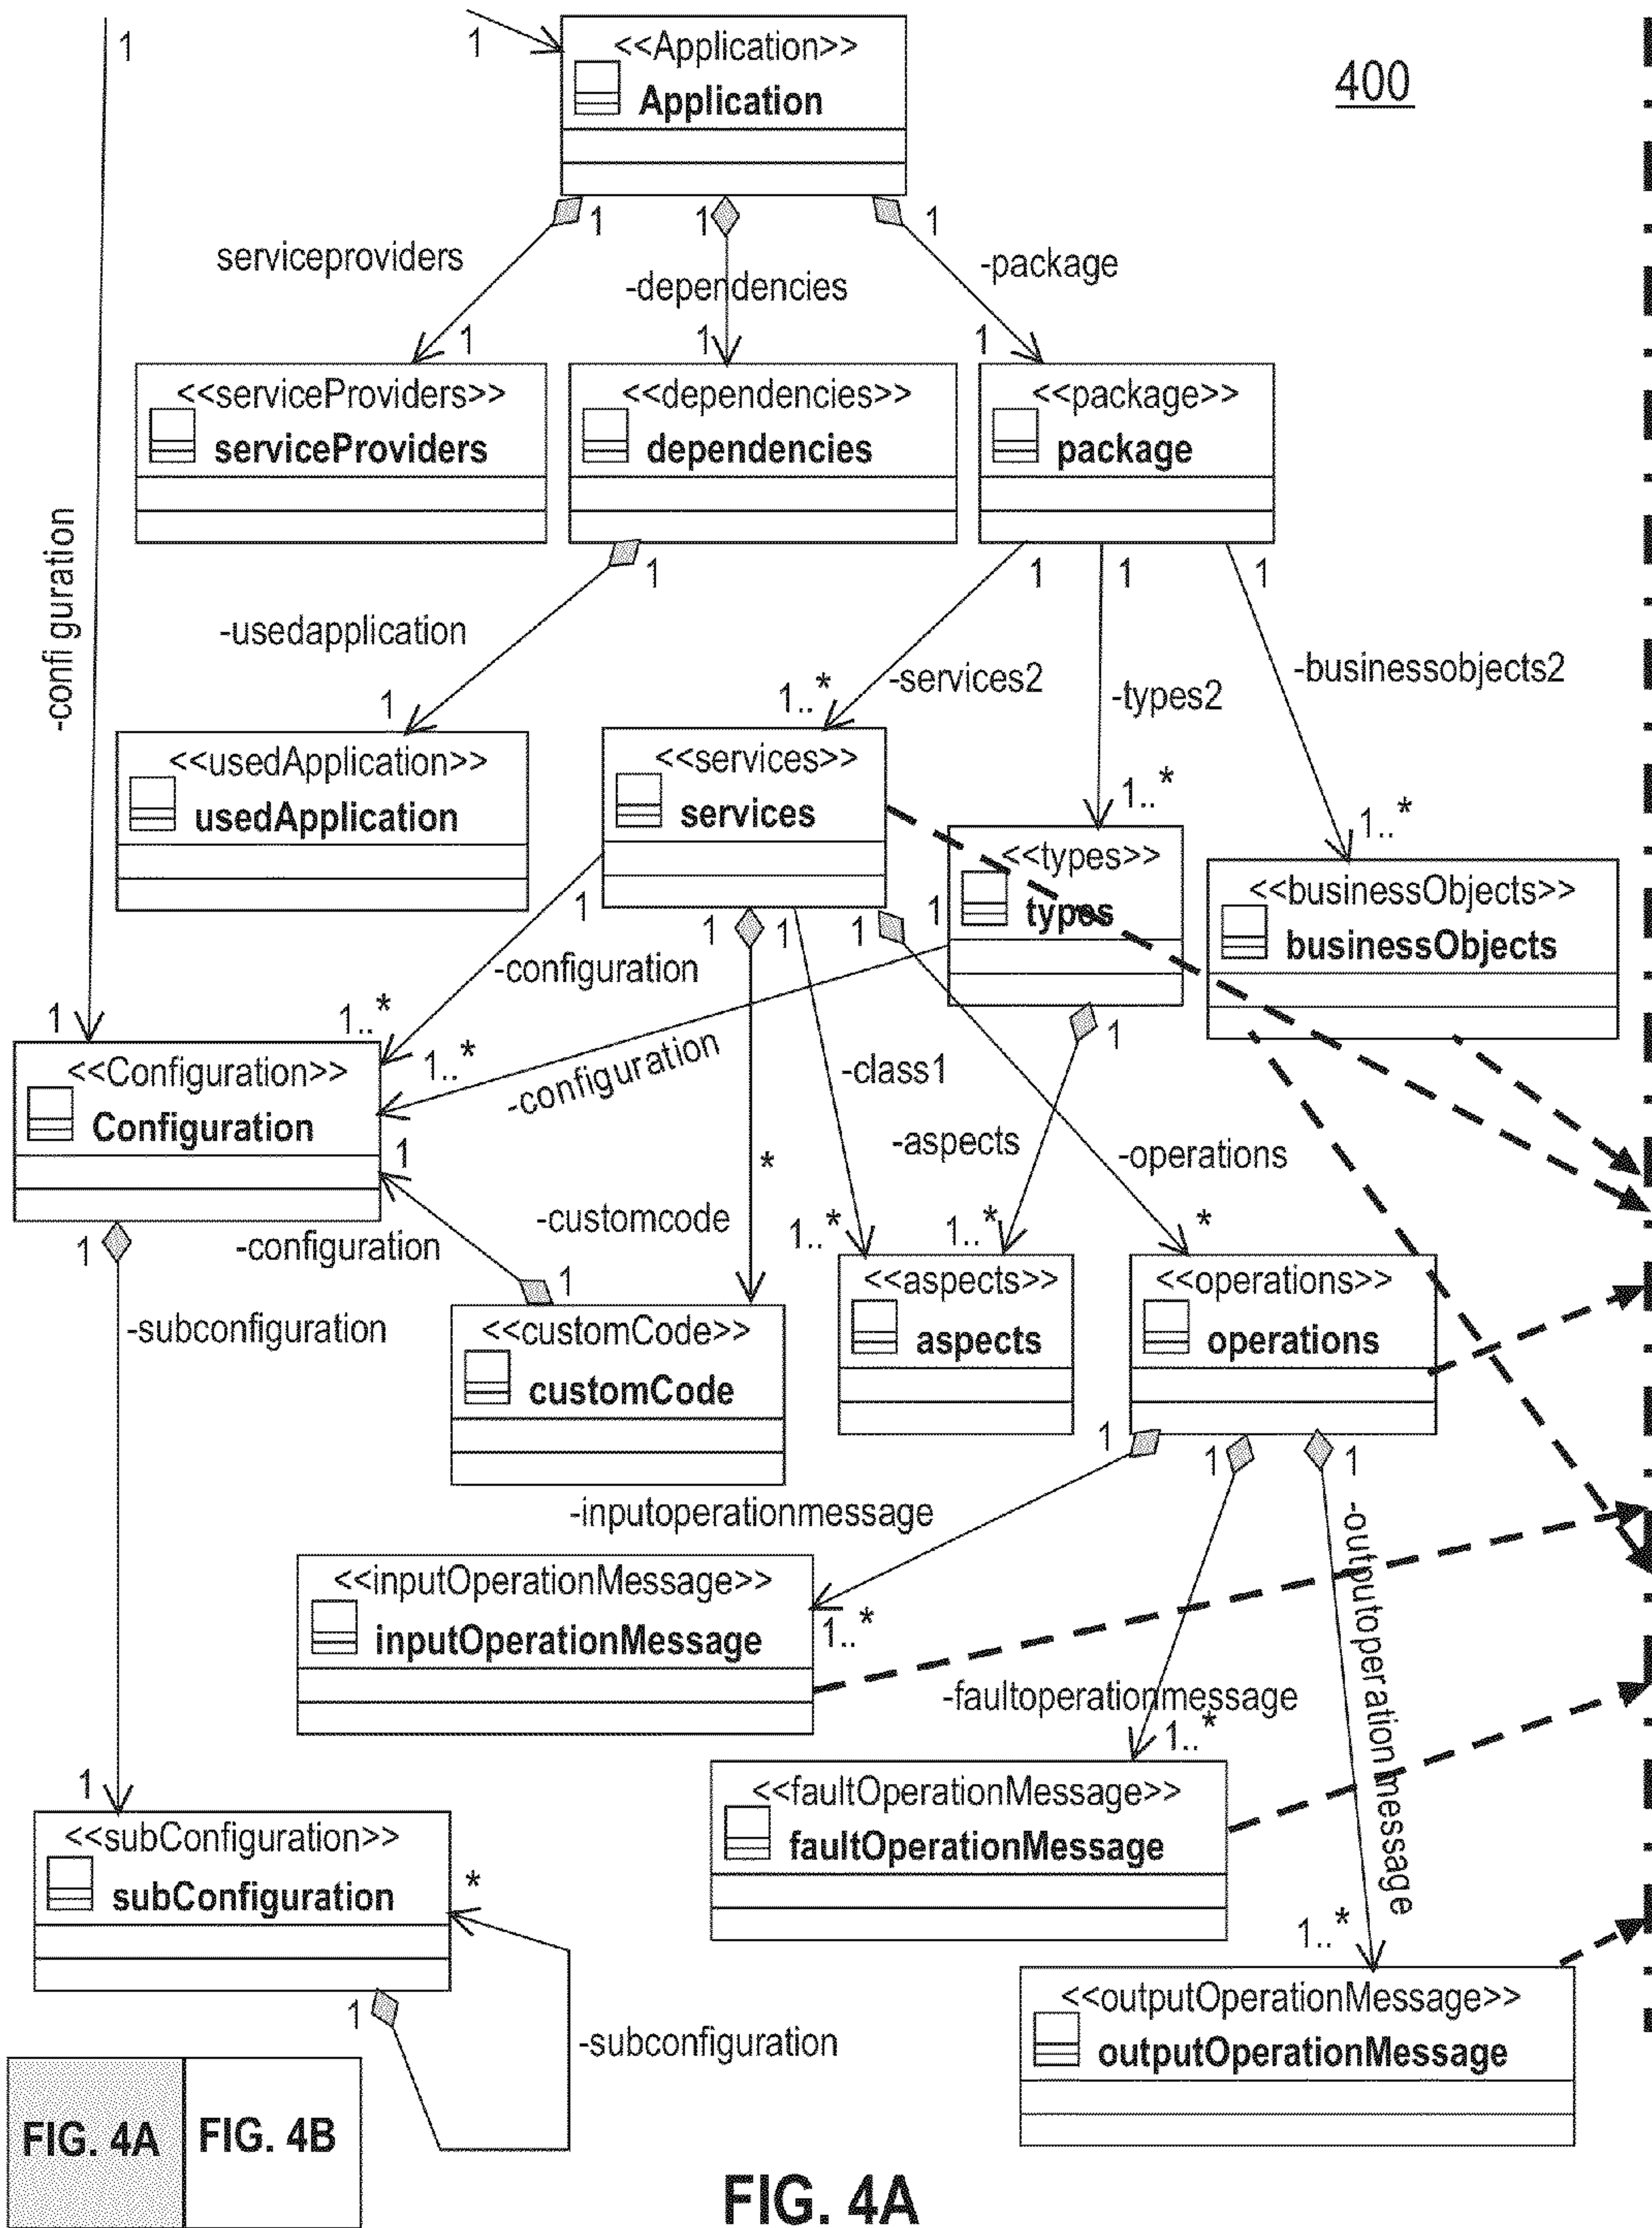 1
1
<<Application>>
Application
400
1
1
1
serviceproviders
-dependencies
-package
1
1
1
<<serviceProviders>>
serviceProviders
<<dependencies>>
dependencies
<<package>>
package
-confi guration
1
1
1
1
-usedapplication
-services2
-types2
-businessobjects2
1
1..*
1..*
1..*
<<usedApplication>>
usedApplication
<<services>>
services
<<types>>
types
<<businessObjects>>
businessObjects
1
1
1
1
1
-configuration
1
1..*
1..*
-configuration
1
-class1
<<Configuration>>
Configuration
1
-aspects
-operations
*
-customcode
1..*
1..*
*
1
-configuration
1
-subconfiguration
<<customCode>>
customCode
<<aspects>>
aspects
<<operations>>
operations
1
1
1
-inputoperationmessage
-outputoperationmessage
<<inputOperationMessage>>
inputOperationMessage
1..*
-faultoperationmessage
1..*
1
<<subConfiguration>>
subConfiguration
*
<<faultOperationMessage>>
faultOperationMessage
1..*
1
-subconfiguration
<<outputOperationMessage>>
outputOperationMessage
FIG. 4A
FIG. 4B
FIG. 4A